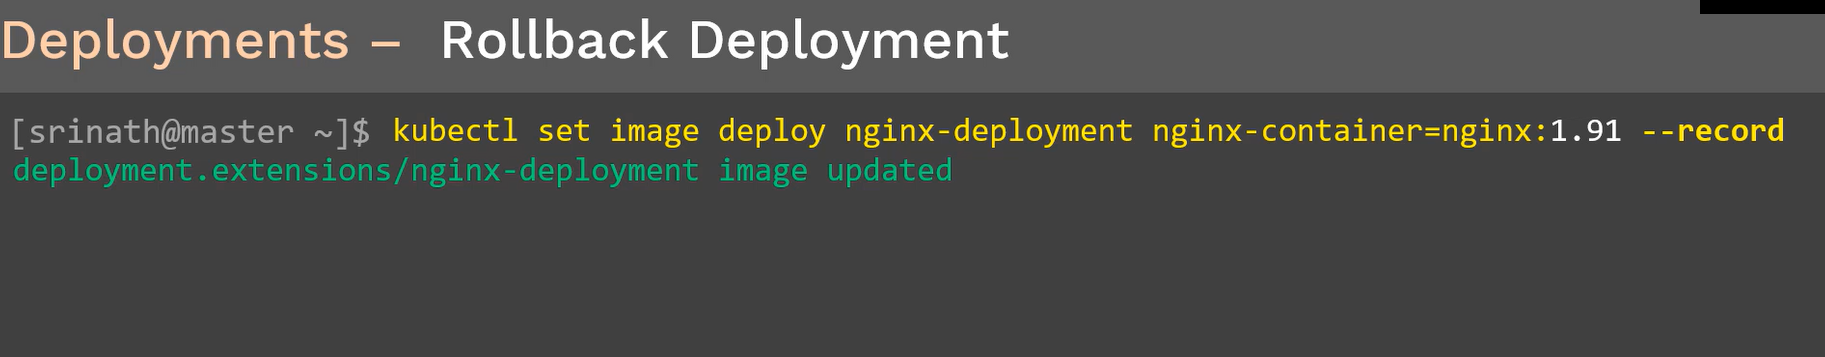 Deployments – Rollback Deployment
[srinath@master ~]$ kubectl set image deploy nginx-deployment nginx-container=nginx:1.91 --record
deployment.extensions/nginx-deployment image updated